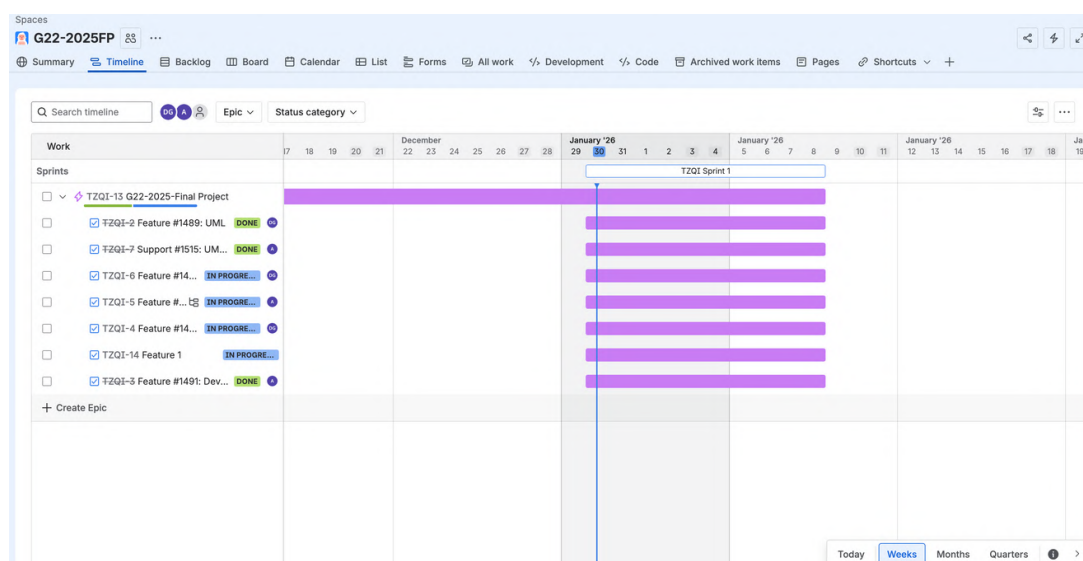 Spaces
G22-2025FP
Summary Timeline Backlog Board Calendar List Forms All work Development Code Archived work items Pages Shortcuts
Search timeline DG A Epic Status category
Work December January '26 January '26 January '26 Ja
17 18 19 20 21 22 23 24 25 26 27 28 29 30 31 1 2 3 4 5 6 7 8 9 10 11 12 13 14 15 16 17 18 19
Sprints TZQI Sprint 1
TZQI-13 G22-2025-Final Project
TZQI-2 Feature #1489: UML DONE DG
TZQI-7 Support #1515: UM... DONE A
TZQI-6 Feature #14... IN PROGRE... DG
TZQI-5 Feature #... IN PROGRE... A
TZQI-4 Feature #14... IN PROGRE... DG
TZQI-14 Feature 1 IN PROGRE...
TZQI-3 Feature #1491: Dev... DONE A
+ Create Epic
Today Weeks Months Quarters